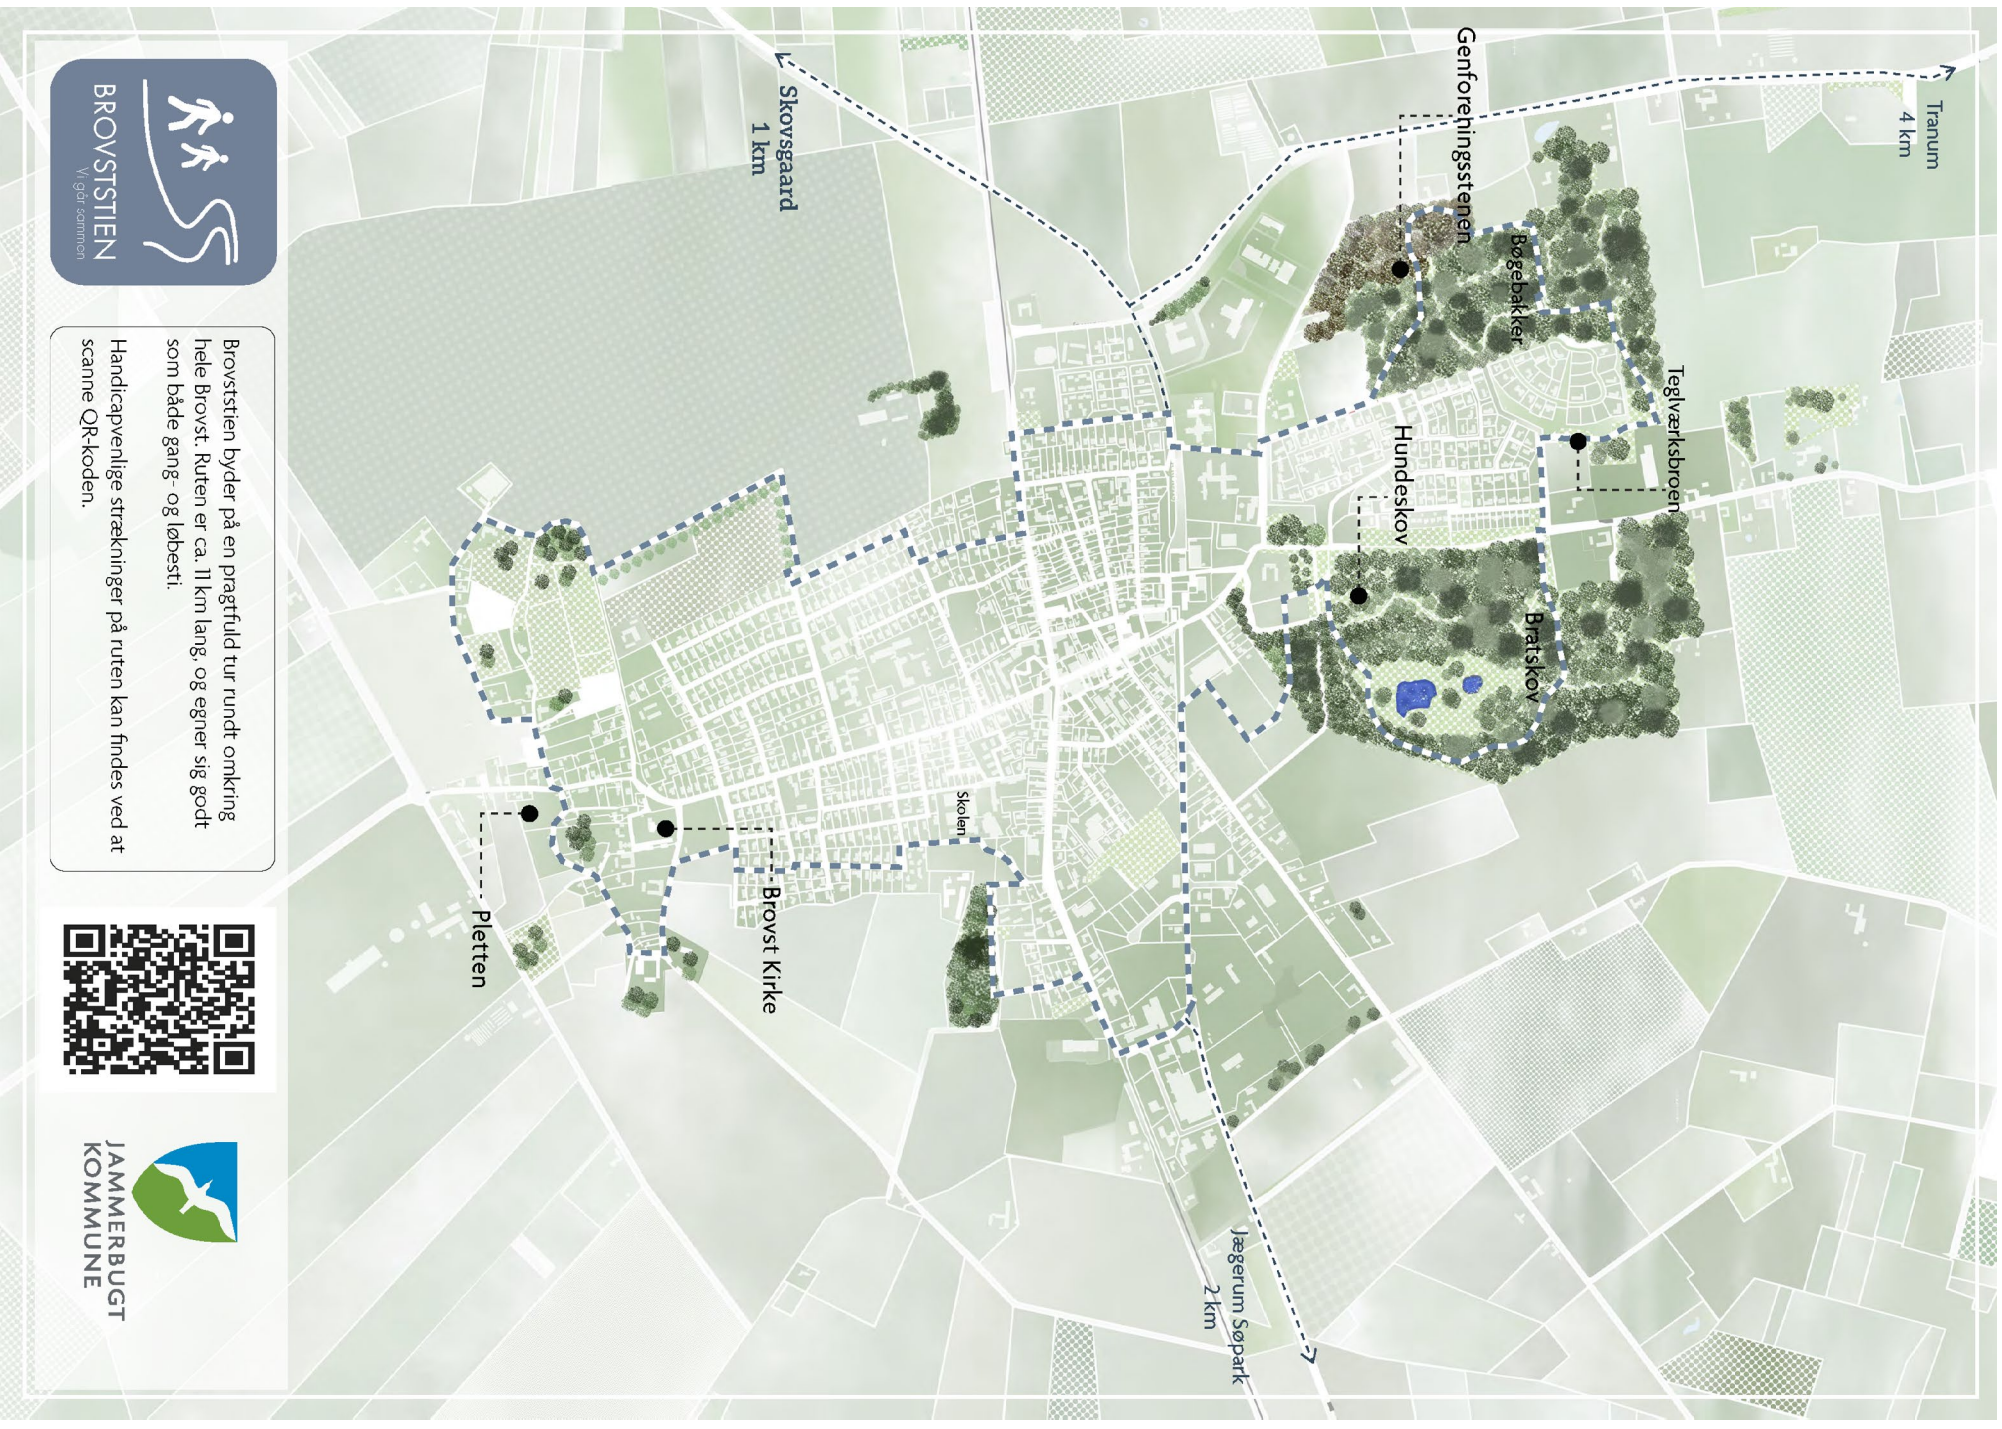 Tranum
4 km
Genforeningsstenen
Bøgebakker
Teglværksbroen
Hundeskov
Bratskov
Skovsgaard
1 km
Skolen
Brovst Kirke
Pletten
Jægerum Søpark
2 km
BROVSTSTIEN
Vi går sammen
Brovststien byder på en pragtfuld tur rundt omkring
hele Brovst. Ruten er ca. 11 km lang, og egner sig godt
som både gang- og løbesti.
Handicapvenlige strækninger på ruten kan findes ved at
scanne QR-koden.
JAMMERBUGT
KOMMUNE